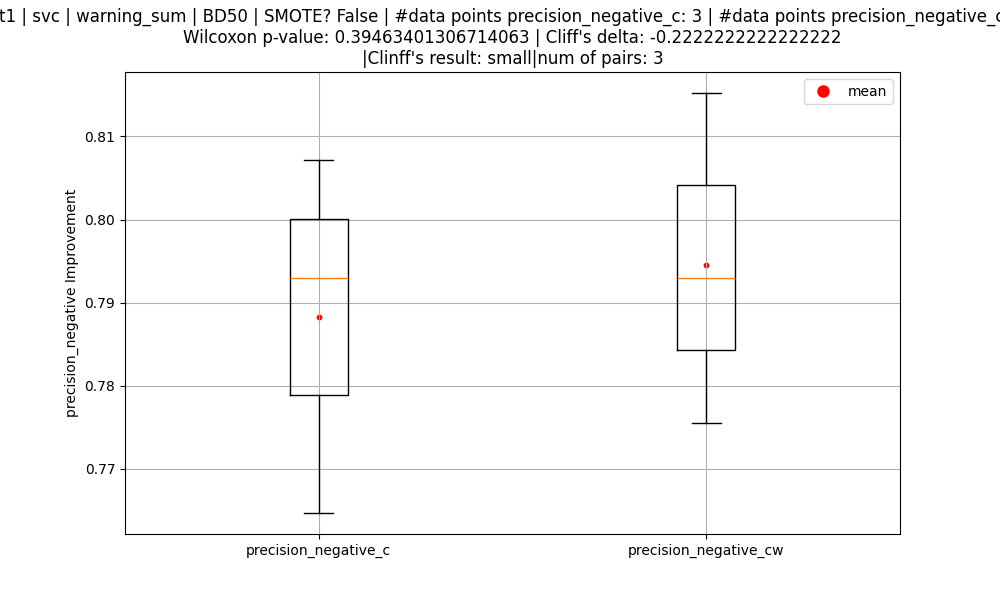 t1 | svc | warning_sum | BD50 | SMOTE? False | #data points precision_negative_c: 3 | #data points precision_negative_c
Wilcoxon p-value: 0.39463401306714063 | Cliff's delta: -0.2222222222222222
|Clinff's result: small|num of pairs: 3
mean
precision_negative Improvement
0.81
0.80
0.79
0.78
0.77
precision_negative_c
precision_negative_cw